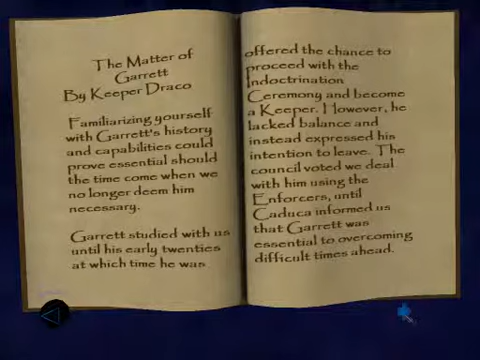 The Matter of
Garrett
By Keeper Draco
Familiarizing yourself
with Garrett's history
and capabilities could
prove essential should
the time come when we
no longer deem him
necessary.
Garrett studied with us
until his early twenties
at which time he was
offered the chance to
proceed with the
Indoctrination
Ceremony and become
a Keeper. However, he
lacked balance and
instead expressed his
intention to leave. The
council voted we deal
with him using the
Enforcers, until
Caduca informed us
that Garrett was
essential to overcoming
difficult times ahead.